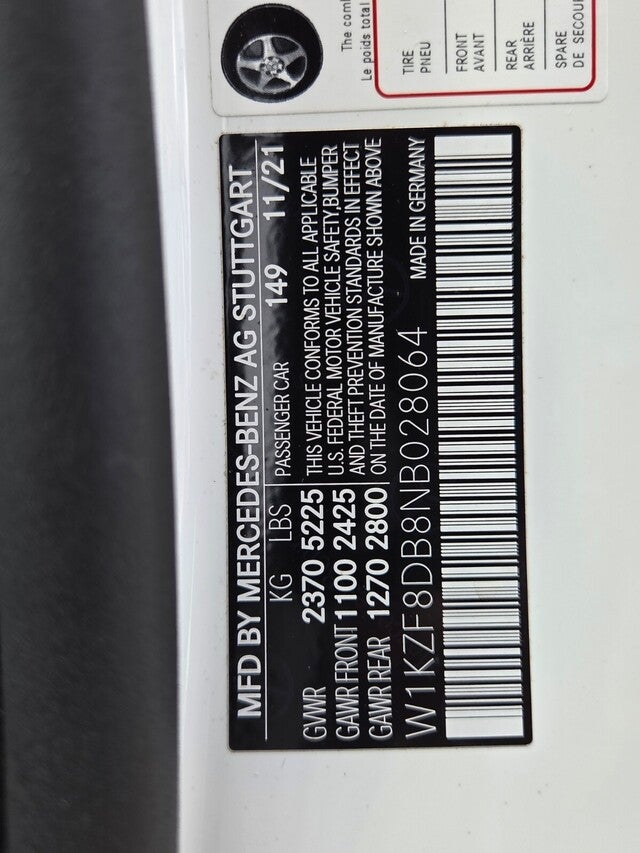 MFD BY MERCEDES-BENZ AG STUTTGART
KG LBS PASSENGER CAR 149 11/21
GVWR 2370 5225 THIS VEHICLE CONFORMS TO ALL APPLICABLE
GAWR FRONT 1100 2425 U.S. FEDERAL MOTOR VEHICLE SAFETY,BUMPER
AND THEFT PREVENTION STANDARDS IN EFFECT
GAWR REAR 1270 2800 ON THE DATE OF MANUFACTURE SHOWN ABOVE
W1KZF8DB8NB028064 MADE IN GERMANY
The
Le poids total
TIRE
PNEU
FRONT
AVANT
REAR
ARRIÈRE
SPARE
DE